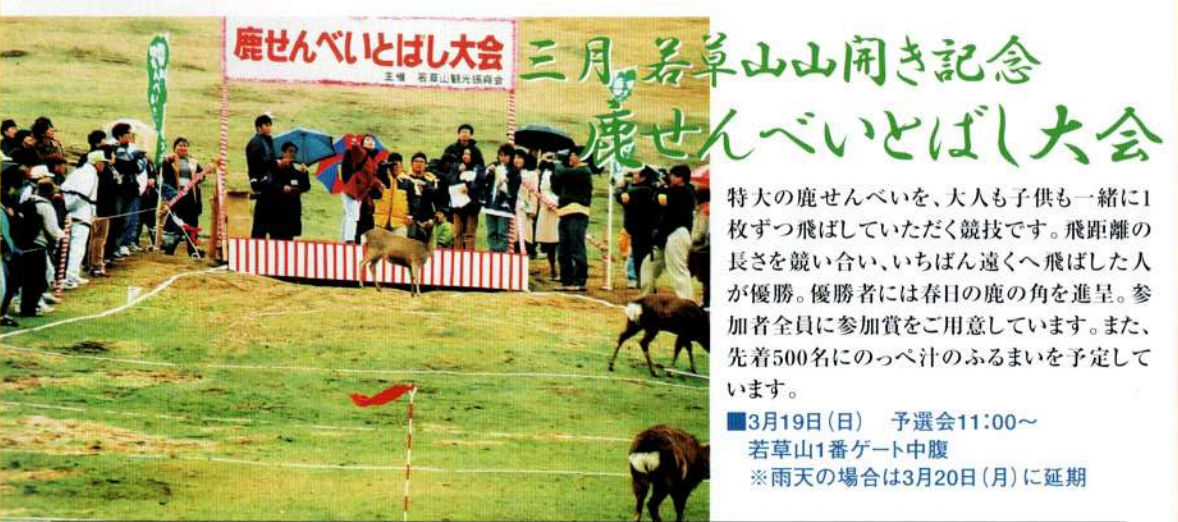 鹿せんべいとばし大会
主催 若草山観光振興会
三月 若草山山開き記念
鹿せんべいとばし大会
特大の鹿せんべいを、大人も子供も一緒に1
枚ずつ飛ばしていただく競技です。飛距離の
長さを競い合い、いちばん遠くへ飛ばした人
が優勝。優勝者には春日の鹿の角を進呈。参
加者全員に参加賞をご用意しています。また、
先着500名にのっぺ汁のふるまいを予定して
います。
■3月19日(日) 予選会11:00〜
若草山1番ゲート中腹
※雨天の場合は3月20日(月)に延期